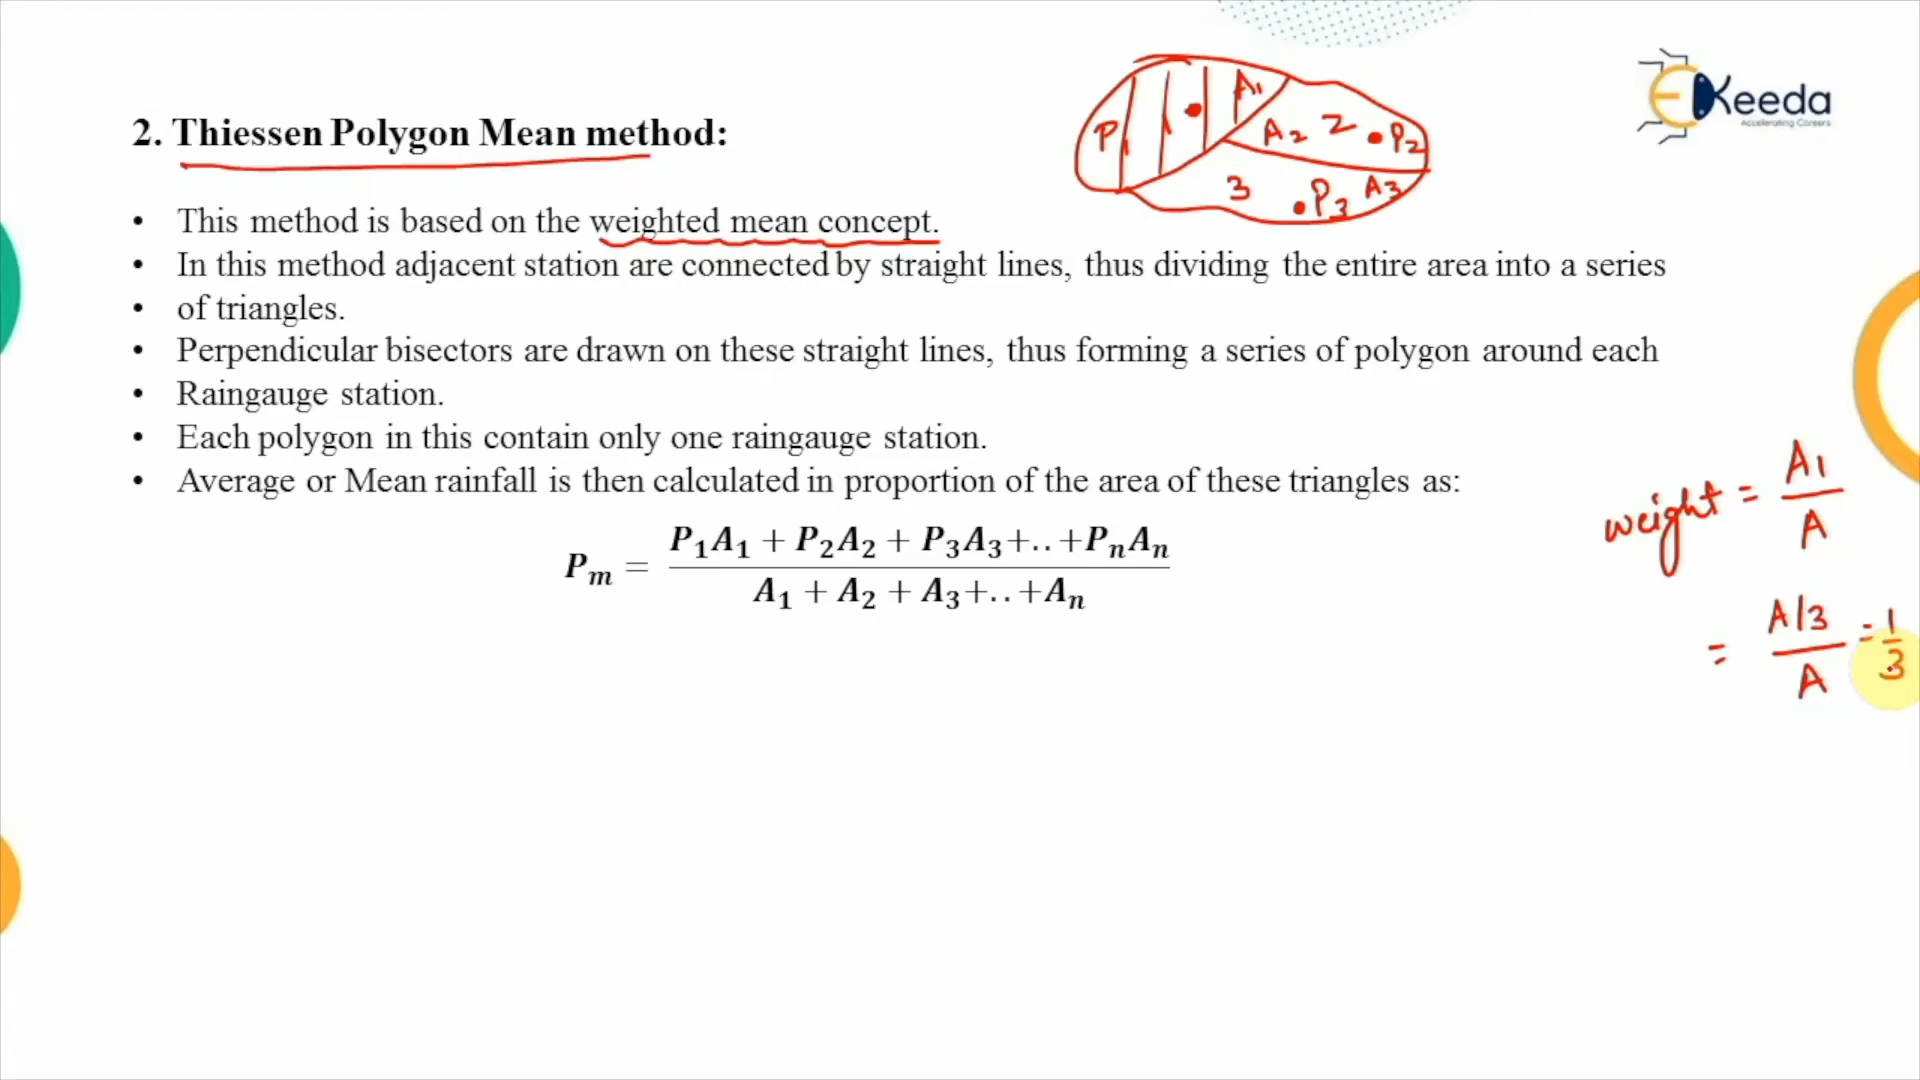 EKeeda
Accelerating Careers
2. Thiessen Polygon Mean method:
P1 1 A1
A2 2 P2
3 P3 A3
• This method is based on the weighted mean concept.
• In this method adjacent station are connected by straight lines, thus dividing the entire area into a series
• of triangles.
• Perpendicular bisectors are drawn on these straight lines, thus forming a series of polygon around each
• Raingauge station.
• Each polygon in this contain only one raingauge station.
• Average or Mean rainfall is then calculated in proportion of the area of these triangles as:
Pm = (P1A1 + P2A2 + P3A3+..+PnAn) / (A1 + A2 + A3+..+An)
weight = A1/A
= A/3/A = 1/3